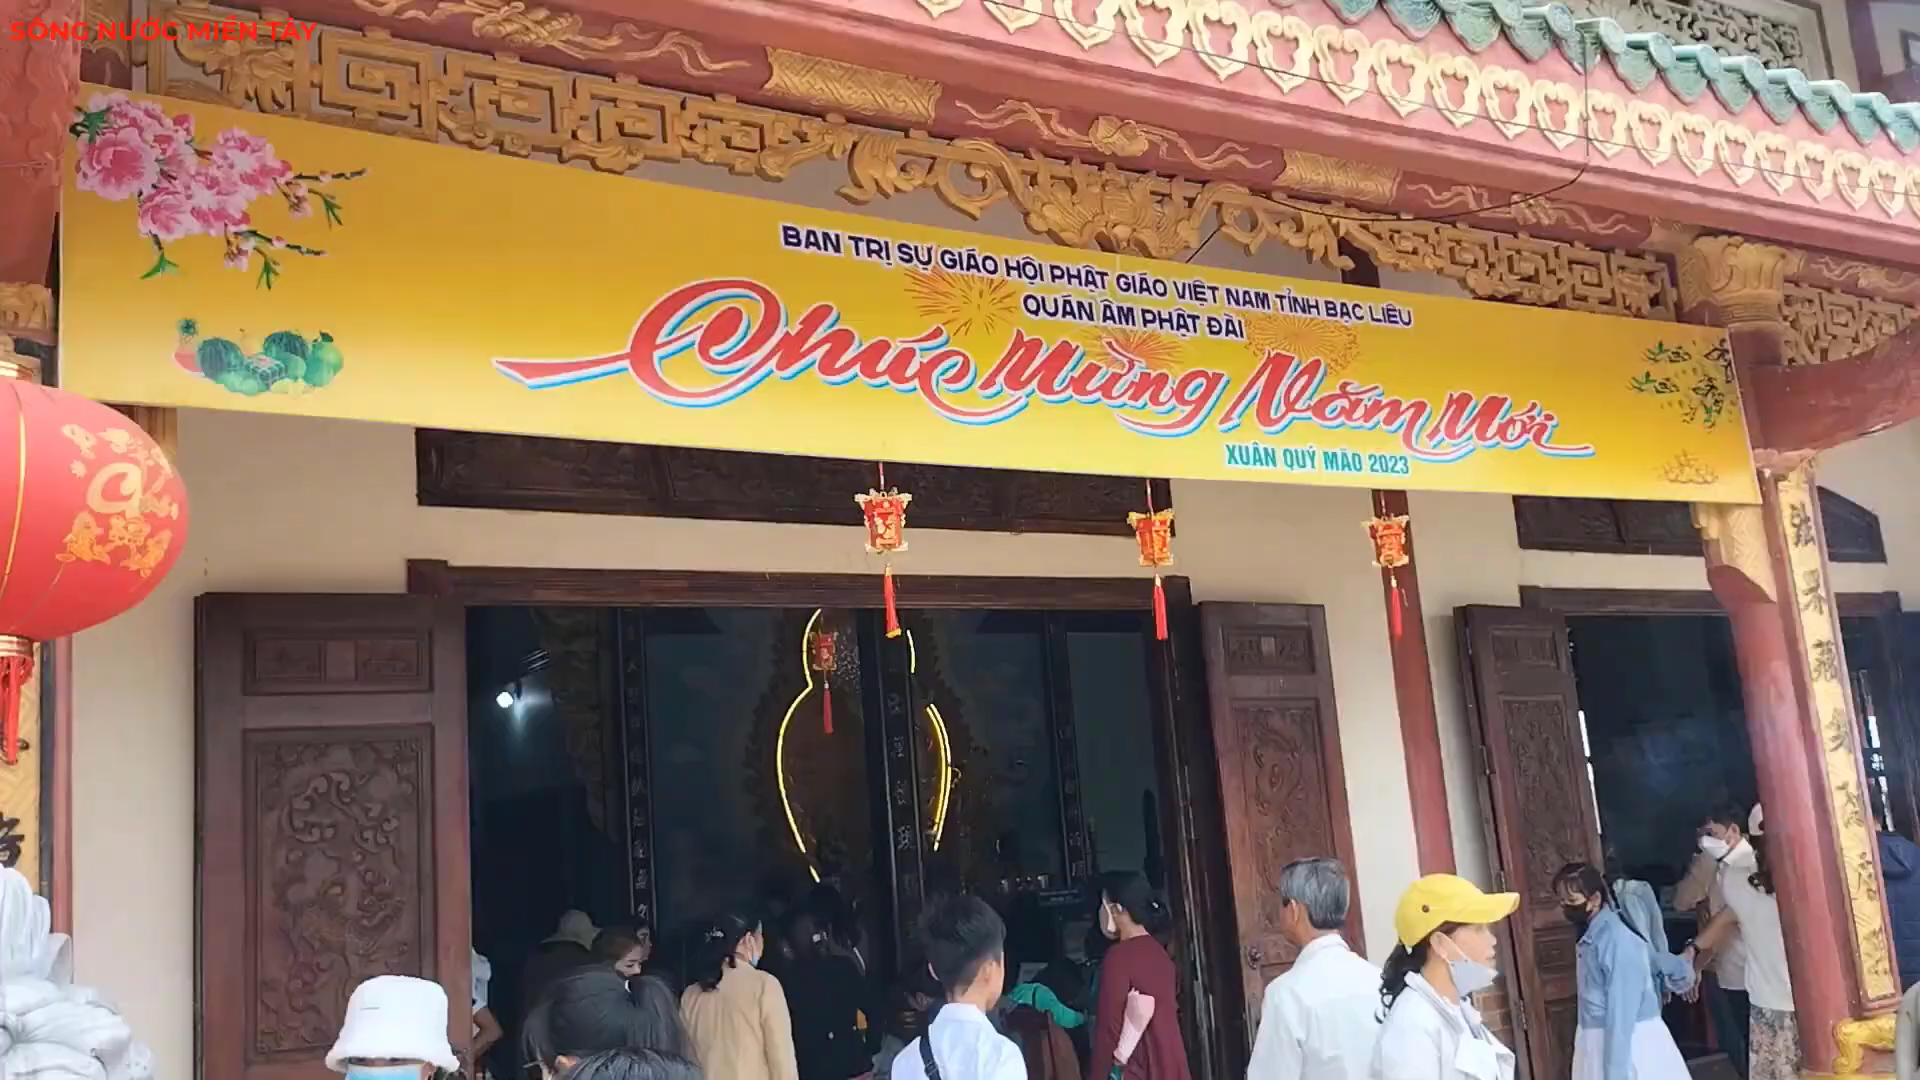 SÔNG NƯỚC MIỀN TÂY
BAN TRỊ SỰ GIÁO HỘI PHẬT GIÁO VIỆT NAM TỈNH BẠC LIÊU
QUÁN ÂM PHẬT ĐÀI
Chúc Mừng Năm Mới
XUÂN QUÝ MÃO 2023